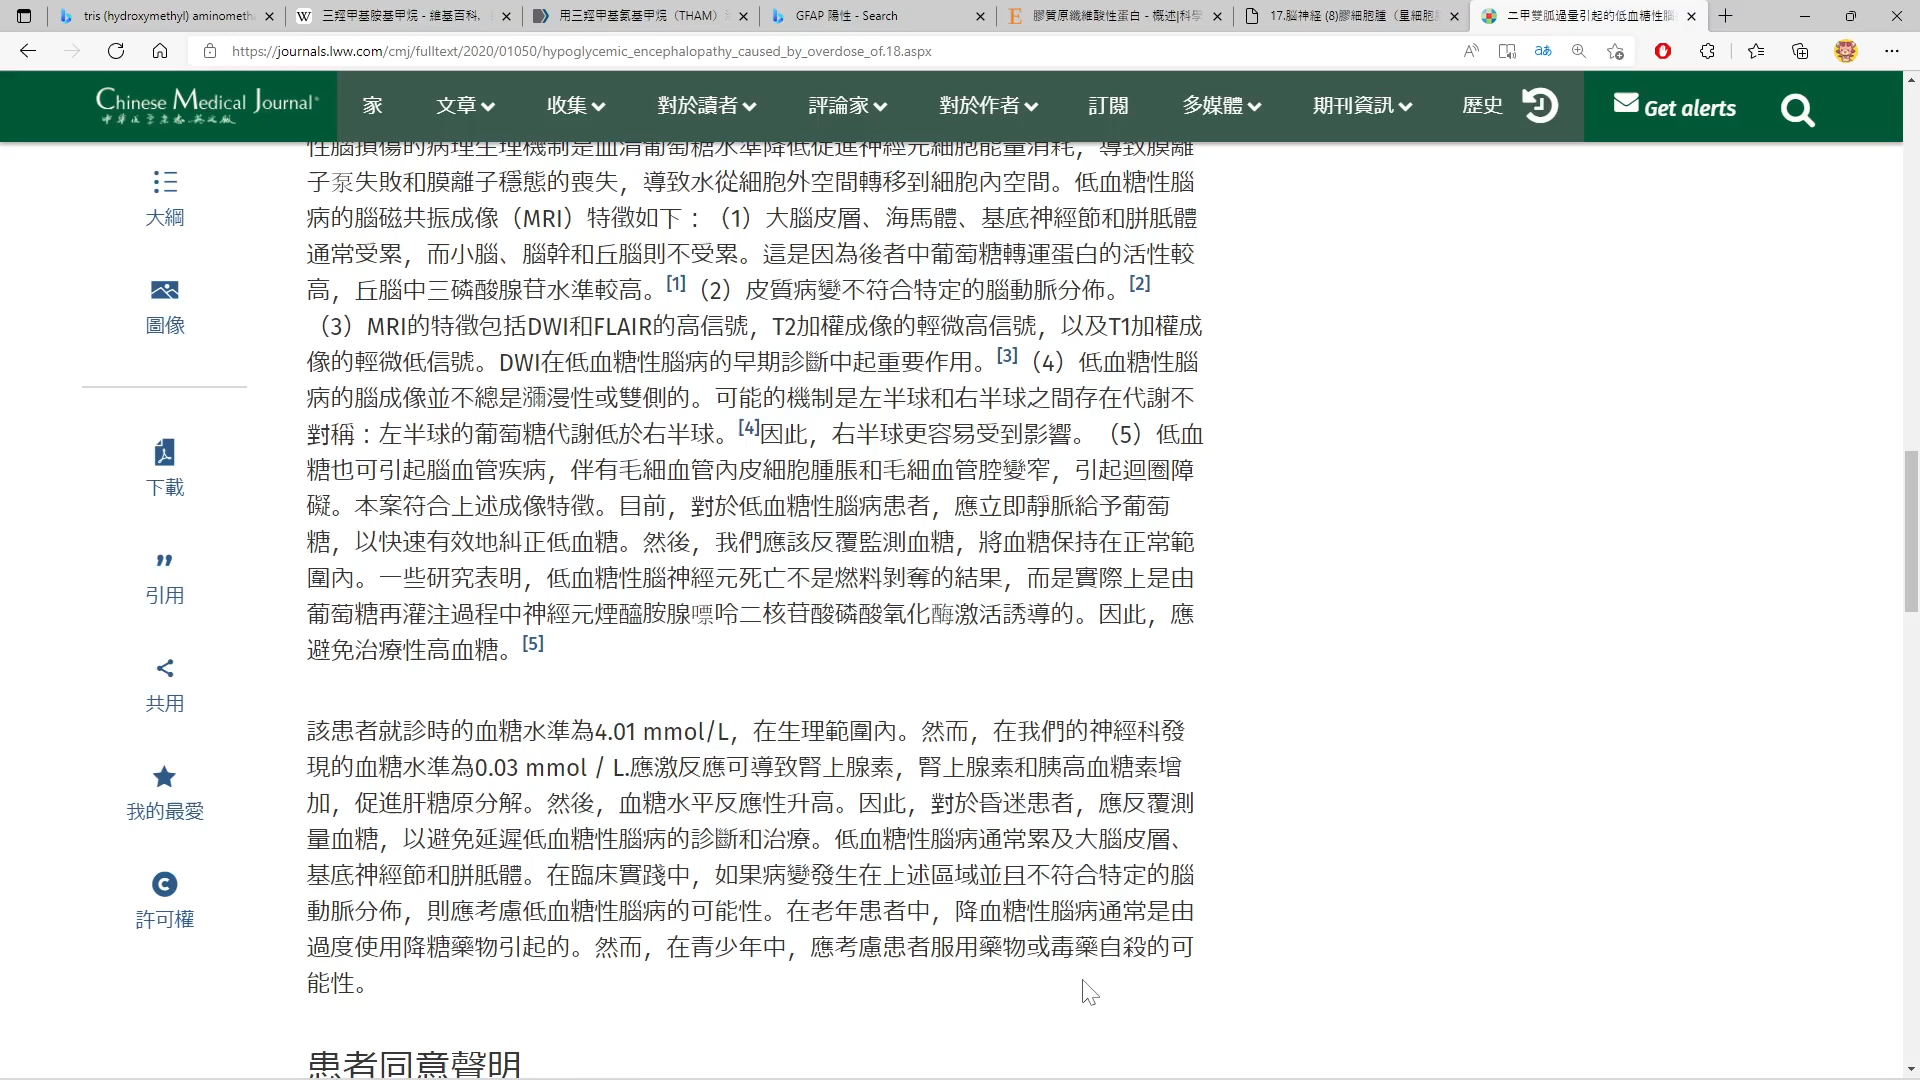 tris (hydroxymethyl) aminometh
三羥甲基胺基甲烷 - 維基百科,
用三羥甲基氨基甲烷（THAM）
GFAP 陽性 - Search
膠質原纖維酸性蛋白 - 概述|科學
17.脳神経 (8)膠細胞腫（星細胞
二甲雙胍過量引起的低血糖性腦
https://journals.lww.com/cmj/fulltext/2020/01050/hypoglycemic_encephalopathy_caused_by_overdose_of.18.aspx
Chinese Medical Journal
家
文章
收集
對於讀者
評論家
對於作者
訂閱
多媒體
期刊資訊
歷史
Get alerts
大綱
圖像
下載
引用
共用
我的最愛
許可權
性腦損傷的病理生理機制是血清葡萄糖水準降低促進神經元細胞能量消耗，導致膜離
子泵失敗和膜離子穩態的喪失，導致水從細胞外空間轉移到細胞內空間。低血糖性腦
病的腦磁共振成像（MRI）特徵如下：（1）大腦皮層、海馬體、基底神經節和胼胝體
通常受累，而小腦、腦幹和丘腦則不受累。這是因為後者中葡萄糖轉運蛋白的活性較
高，丘腦中三磷酸腺苷水準較高。[1]（2）皮質病變不符合特定的腦動脈分佈。[2]
（3）MRI的特徵包括DWI和FLAIR的高信號，T2加權成像的輕微高信號，以及T1加權成
像的輕微低信號。DWI在低血糖性腦病的早期診斷中起重要作用。[3]（4）低血糖性腦
病的腦成像並不總是瀰漫性或雙側的。可能的機制是左半球和右半球之間存在代謝不
對稱：左半球的葡萄糖代謝低於右半球。[4]因此，右半球更容易受到影響。（5）低血
糖也可引起腦血管疾病，伴有毛細血管內皮細胞腫脹和毛細血管腔變窄，引起迴圈障
礙。本案符合上述成像特徵。目前，對於低血糖性腦病患者，應立即靜脈給予葡萄
糖，以快速有效地糾正低血糖。然後，我們應該反覆監測血糖，將血糖保持在正常範
圍內。一些研究表明，低血糖性腦神經元死亡不是燃料剝奪的結果，而是實際上是由
葡萄糖再灌注過程中神經元煙醯胺腺嘌呤二核苷酸磷酸氧化酶激活誘導的。因此，應
避免治療性高血糖。[5]
該患者就診時的血糖水準為4.01 mmol/L，在生理範圍內。然而，在我們的神經科發
現的血糖水準為0.03 mmol / L.應激反應可導致腎上腺素，腎上腺素和胰高血糖素增
加，促進肝糖原分解。然後，血糖水平反應性升高。因此，對於昏迷患者，應反覆測
量血糖，以避免延遲低血糖性腦病的診斷和治療。低血糖性腦病通常累及大腦皮層、
基底神經節和胼胝體。在臨床實踐中，如果病變發生在上述區域並且不符合特定的腦
動脈分佈，則應考慮低血糖性腦病的可能性。在老年患者中，降血糖性腦病通常是由
過度使用降糖藥物引起的。然而，在青少年中，應考慮患者服用藥物或毒藥自殺的可
能性。
患者同意聲明